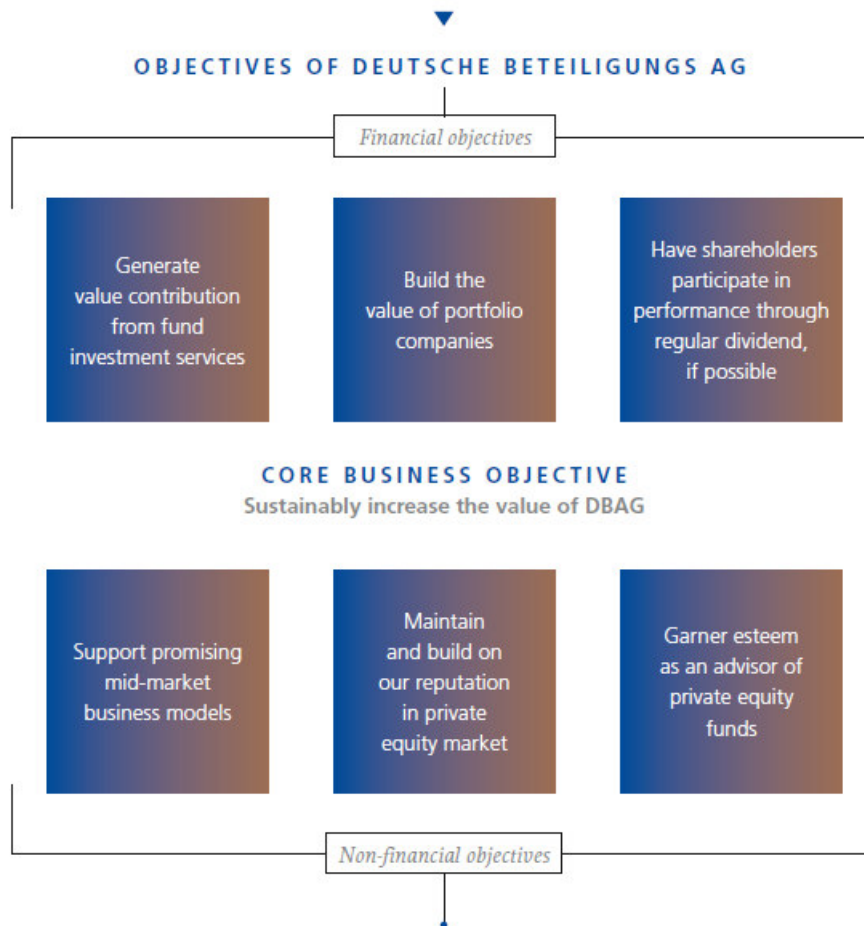 OBJECTIVES OF DEUTSCHE BETEILIGUNGS AG
Financial objectives
Generate
value contribution
from fund
investment services
Build the
value of portfolio
companies
Have shareholders
participate in
performance through
regular dividend,
if possible
CORE BUSINESS OBJECTIVE
Sustainably increase the value of DBAG
Support promising
mid-market
business models
Maintain
and build on
our reputation
in private
equity market
Garner esteem
as an advisor of
private equity
funds
Non-financial objectives